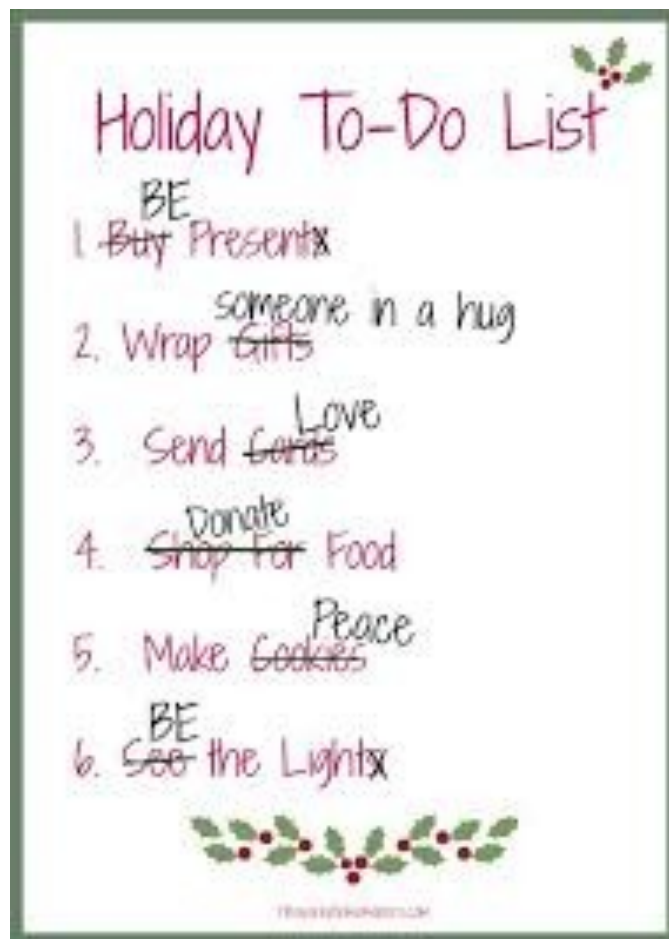 Holiday To-Do List
BE
1. Buy Presents
someone in a hug
2. Wrap Gifts
Love
3. Send Cards
Donate
4. Shop For Food
Peace
5. Make Cookies
BE
6. See the Lights